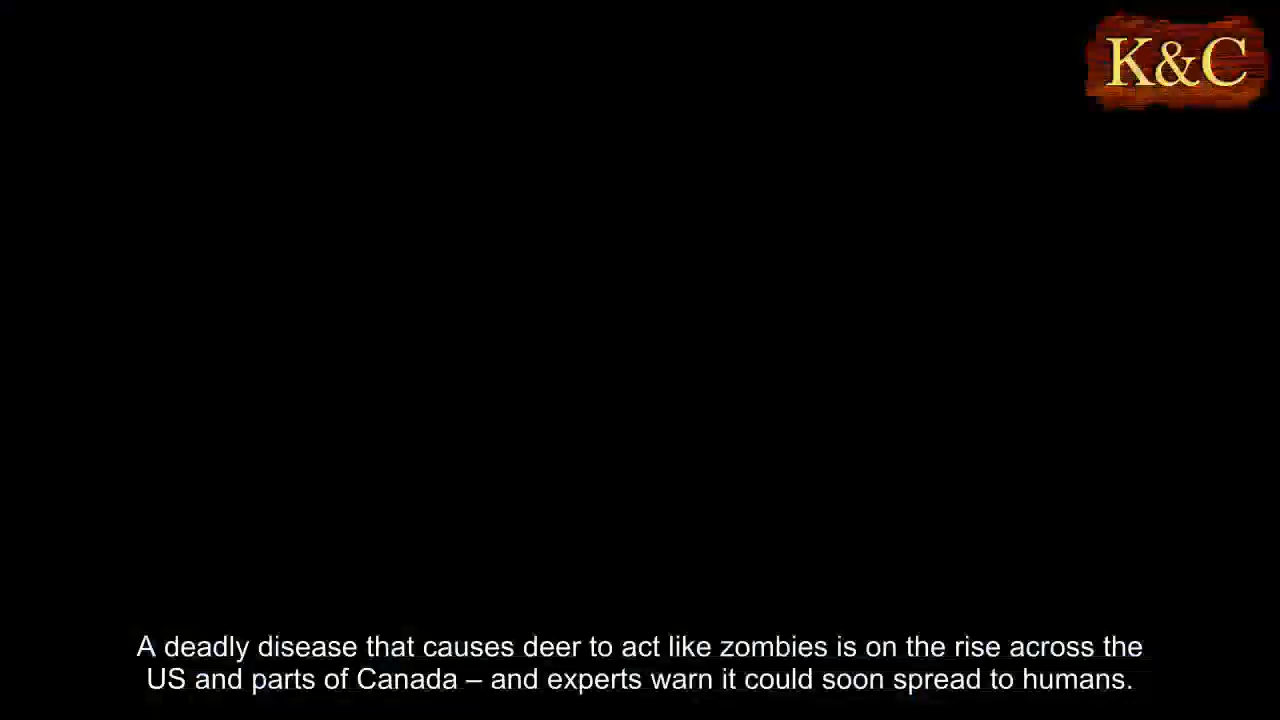 K&C
A deadly disease that causes deer to act like zombies is on the rise across the
US and parts of Canada – and experts warn it could soon spread to humans.